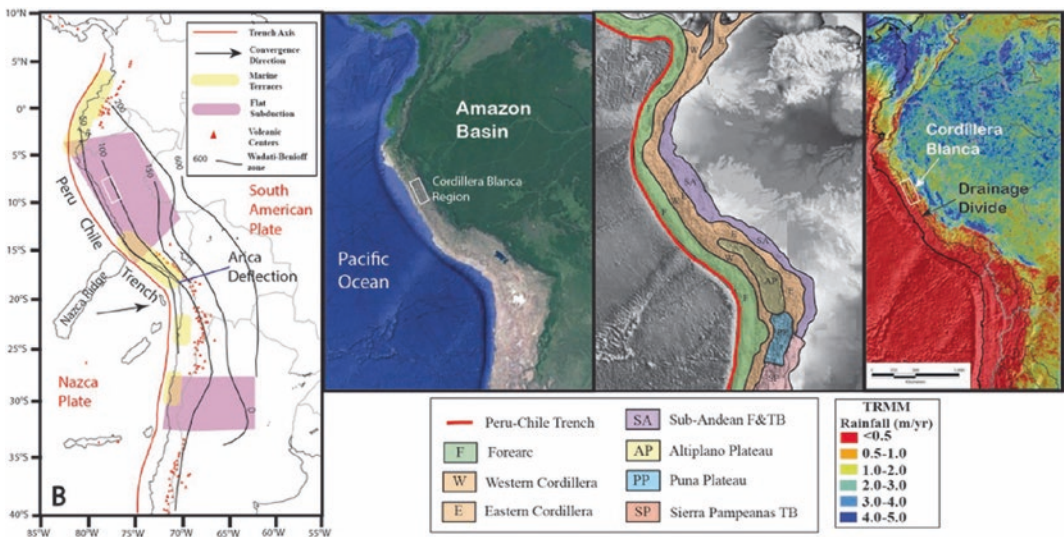 Trench Axis
Convergence
Direction
Marine
Terraces
Flat
Subduction
Volcanic
Centers
600
Wadati-Benioff
zone
5°N
0°
5°S
10°S
15°S
20°S
25°S
30°S
35°S
40°S
85°W
80°W
75°W
70°W
65°W
60°W
55°W
50
100
150
200
600
Peru
Chile
Trench
South
American
Plate
Arica
Deflection
Nazca Ridge
Nazca
Plate
B
Amazon
Basin
Cordillera Blanca
Region
Pacific
Ocean
W
SA
F
E
SA
W
AP
E
F
PP
Cordillera
Blanca
Drainage
Divide
Peru-Chile Trench
F Forearc
W Western Cordillera
E Eastern Cordillera
SA Sub-Andean F&TB
AP Altiplano Plateau
PP Puna Plateau
SP Sierra Pampeanas TB
TRMM
Rainfall (m/yr)
<0.5
0.5-1.0
1.0-2.0
2.0-3.0
3.0-4.0
4.0-5.0